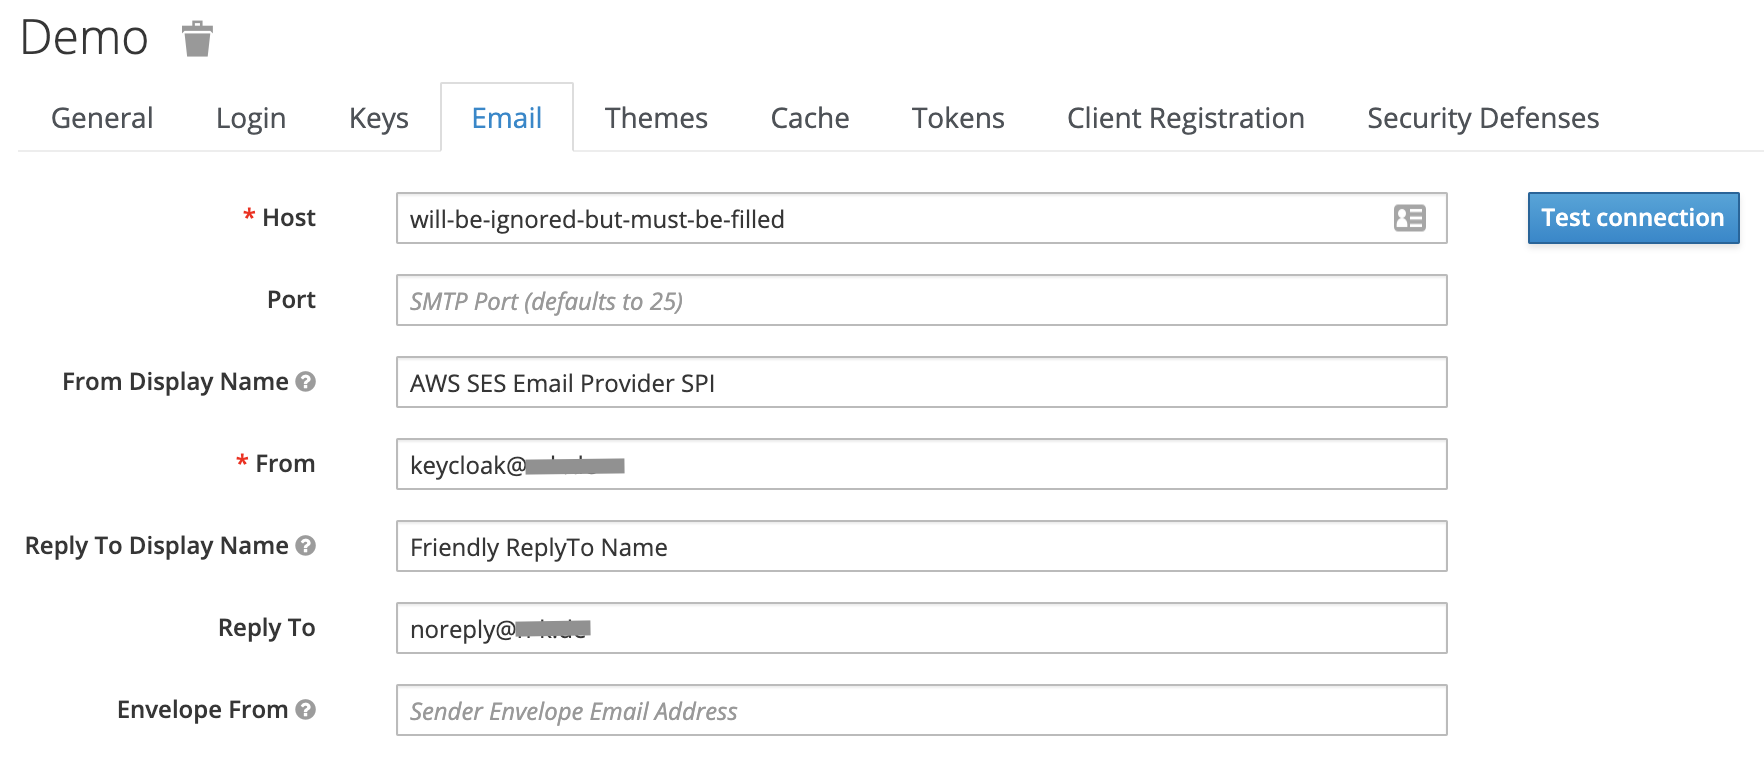 Demo
General Login Keys Email Themes Cache Tokens Client Registration Security Defenses
* Host will-be-ignored-but-must-be-filled Test connection
Port SMTP Port (defaults to 25)
From Display Name AWS SES Email Provider SPI
* From keycloak@
Reply To Display Name Friendly ReplyTo Name
Reply To noreply@
Envelope From Sender Envelope Email Address